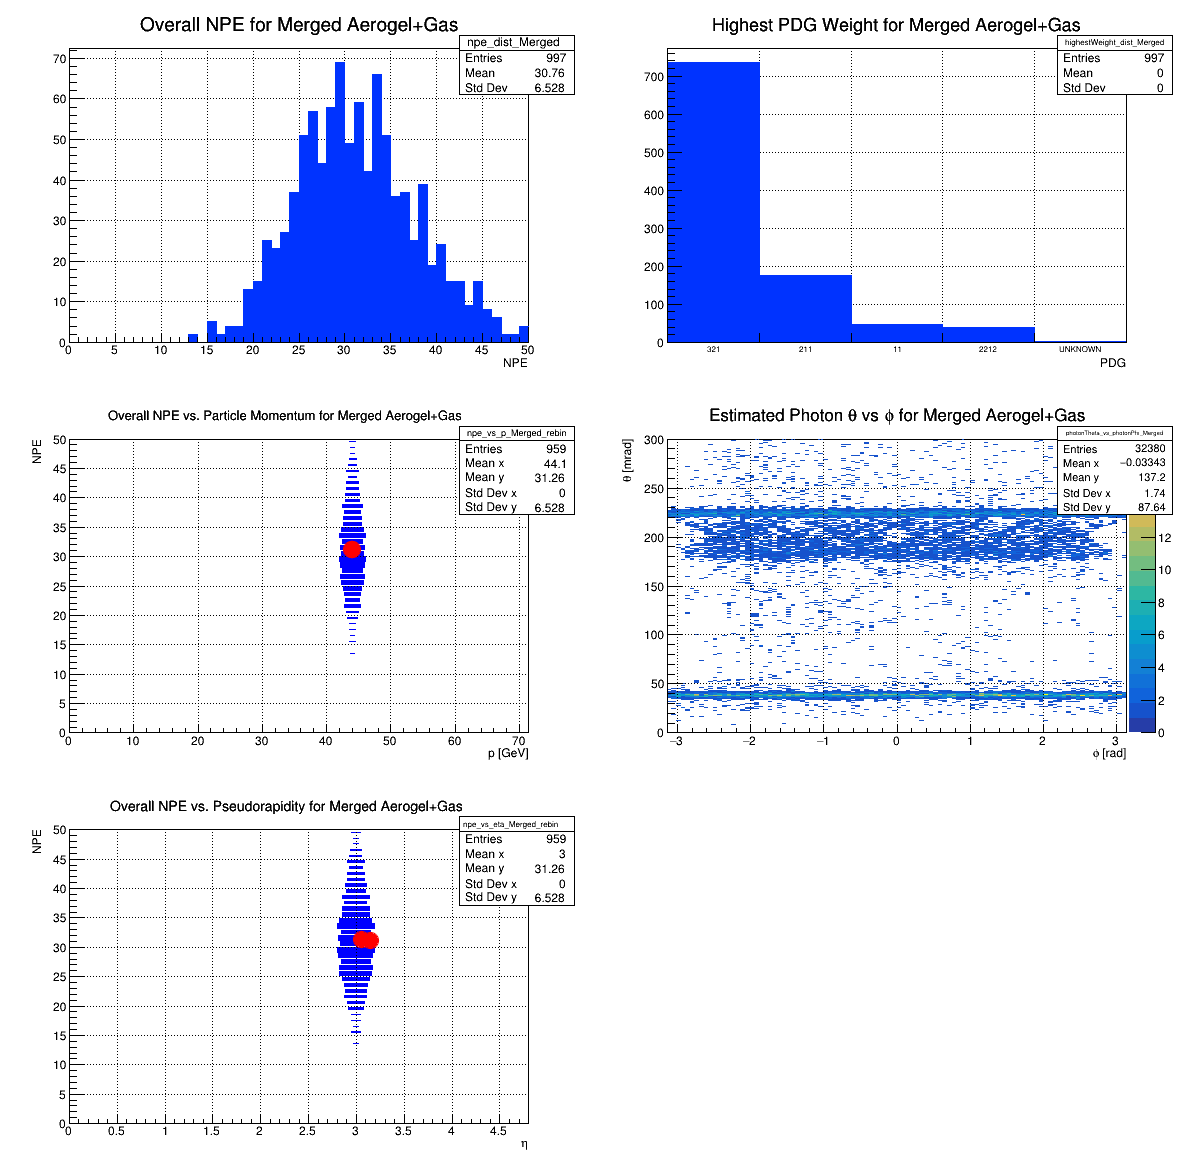 Overall NPE for Merged Aerogel+Gas
npe_dist_Merged
Entries 997
Mean 30.76
Std Dev 6.528
70
60
50
40
30
20
10
0
0 5 10 15 20 25 30 35 40 45 50
NPE
Highest PDG Weight for Merged Aerogel+Gas
highestWeight_dist_Merged
Entries 997
Mean 0
Std Dev 0
700
600
500
400
300
200
100
0
321 211 11 2212 UNKNOWN
PDG
Overall NPE vs. Particle Momentum for Merged Aerogel+Gas
npe_vs_p_Merged_rebin
Entries 959
Mean x 44.1
Mean y 31.26
Std Dev x 0
Std Dev y 6.528
NPE
50
45
40
35
30
25
20
15
10
5
0
0 10 20 30 40 50 60 70
p [GeV]
Estimated Photon θ vs ϕ for Merged Aerogel+Gas
photonTheta_vs_photonPhi_Merged
Entries 32380
Mean x −0.03343
Mean y 137.2
Std Dev x 1.74
Std Dev y 87.64
θ [mrad]
300
250
200
150
100
50
0
−3 −2 −1 0 1 2 3
ϕ [rad]
12
10
8
6
4
2
0
Overall NPE vs. Pseudorapidity for Merged Aerogel+Gas
npe_vs_eta_Merged_rebin
Entries 959
Mean x 3
Mean y 31.26
Std Dev x 0
Std Dev y 6.528
NPE
50
45
40
35
30
25
20
15
10
5
0
0 0.5 1 1.5 2 2.5 3 3.5 4 4.5
η